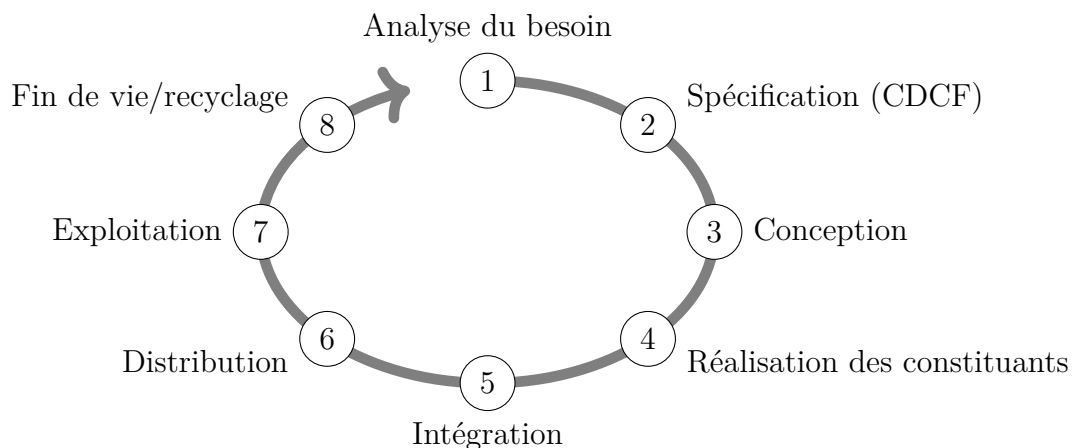 Analyse du besoin
1
Spécification (CDCF)
2
Conception
3
Réalisation des constituants
4
Intégration
5
Distribution
6
Exploitation
7
Fin de vie/recyclage
8